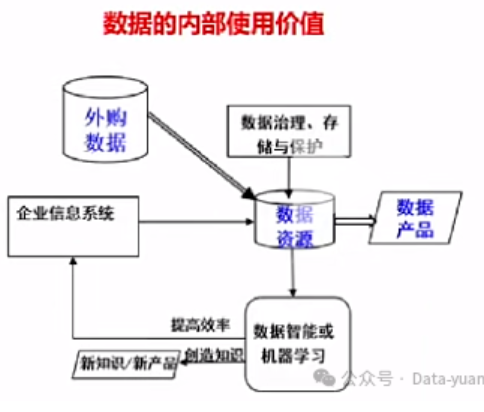 数据的内部使用价值
外购
数据
数据治理、存
储与保护
企业信息系统
数据
资源
数据
产品
提高效率
数据智能或
机器学习
创造知识
新知识/新产品
公众号 · Data-yuan